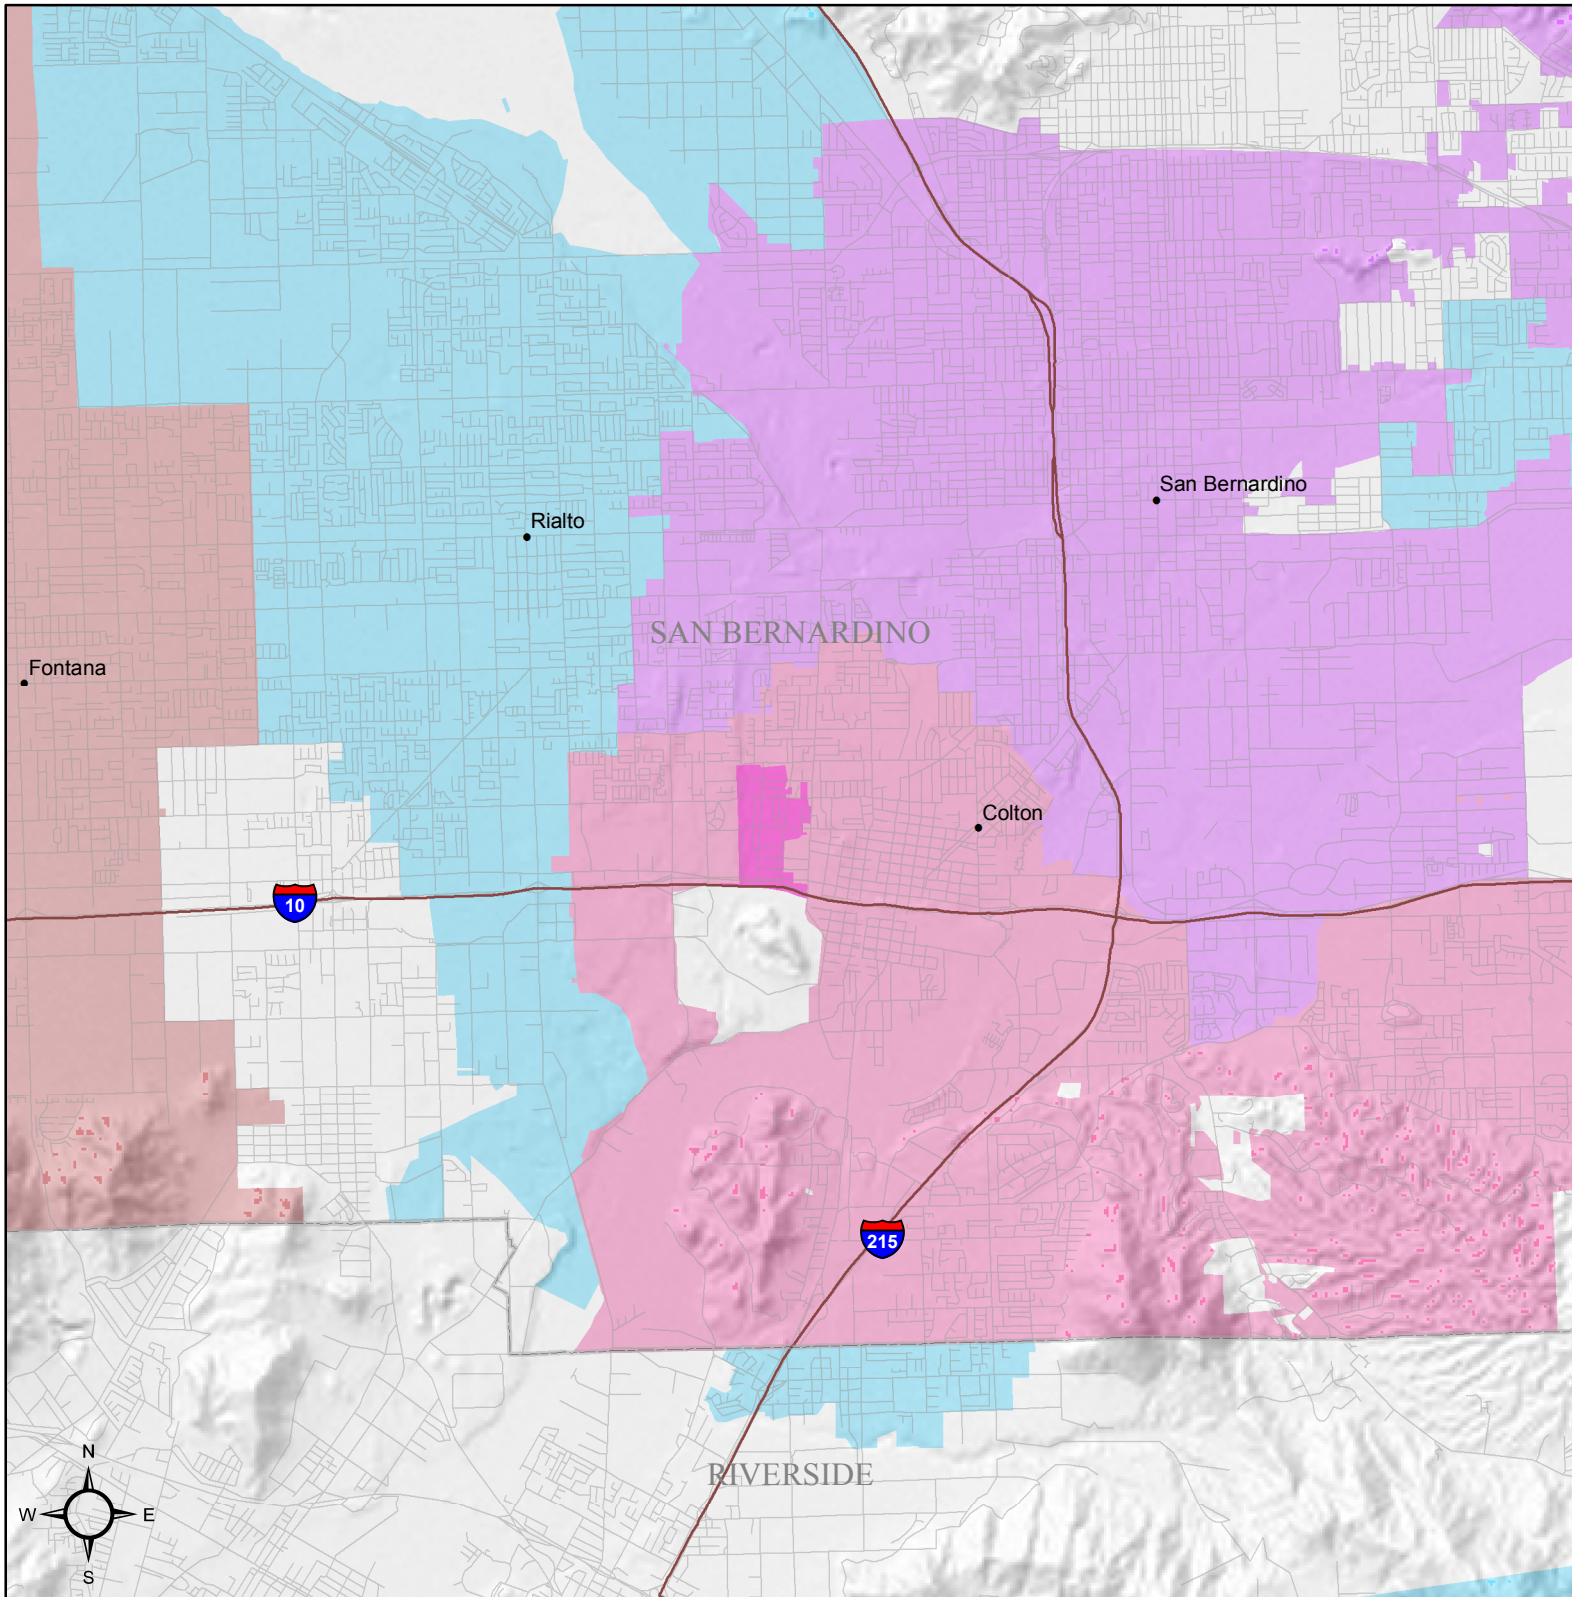 San Bernardino
Rialto
SAN BERNARDINO
Fontana
Colton
10
215
RIVERSIDE
N
W E
S